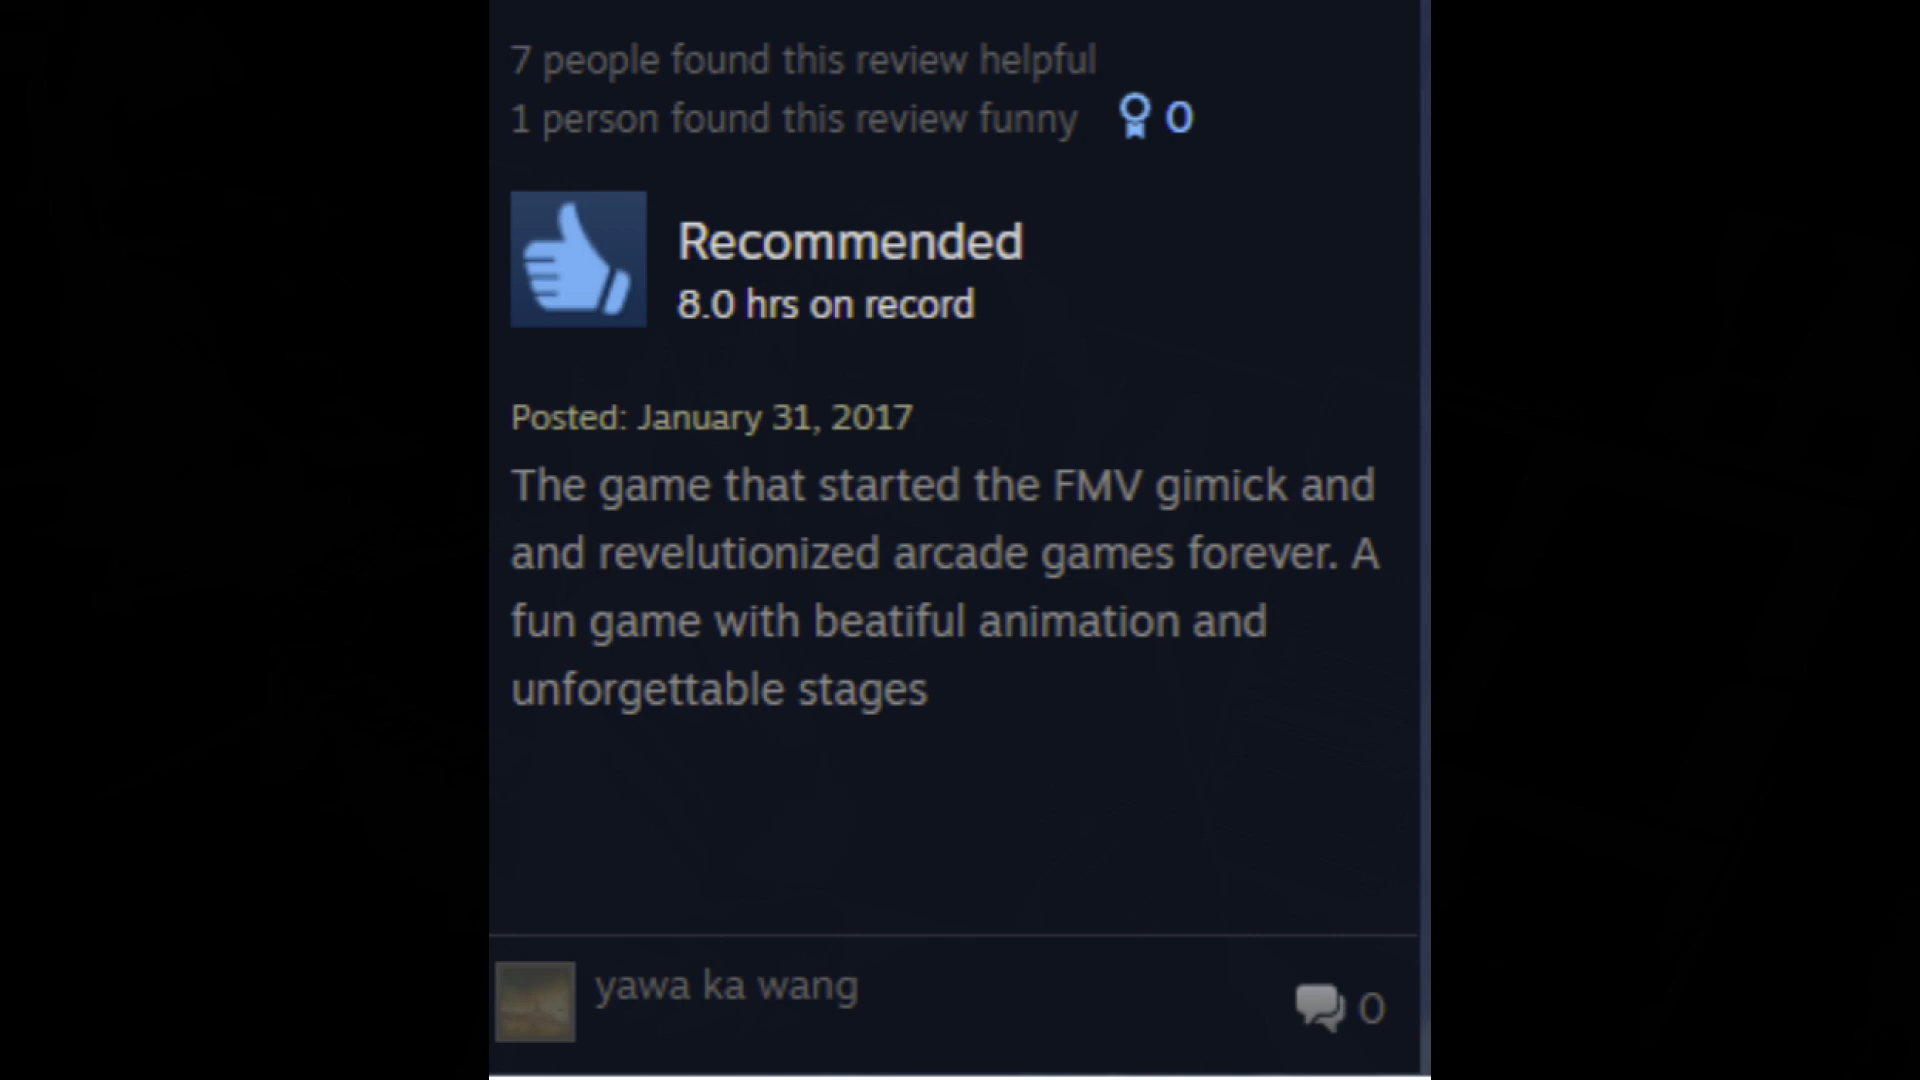 7 people found this review helpful
1 person found this review funny 0
Recommended
8.0 hrs on record
Posted: January 31, 2017
The game that started the FMV gimick and
and revelutionized arcade games forever. A
fun game with beatiful animation and
unforgettable stages
yawa ka wang
0